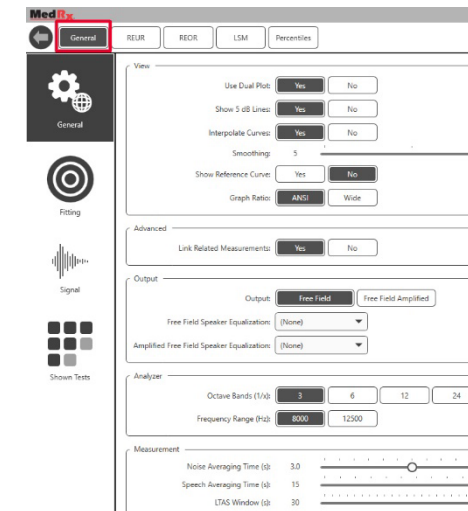 MedRx
General REUR REOR LSM Percentiles
View
Use Dual Plot: Yes No
General
Show 5 dB Lines: Yes No
Interpolate Curves: Yes No
Smoothing: 5
Show Reference Curve: Yes No
Fitting
Graph Ratio: ANSI Wide
Advanced
Link Related Measurements: Yes No
Signal
Output
Output: Free Field Free Field Amplified
Free Field Speaker Equalization: (None)
Amplified Free Field Speaker Equalization: (None)
Shown Tests
Analyzer
Octave Bands (1/x): 3 6 12 24
Frequency Range (Hz): 8000 12500
Measurement
Noise Averaging Time (s): 3.0
Speech Averaging Time (s): 15
LTAS Window (s): 30